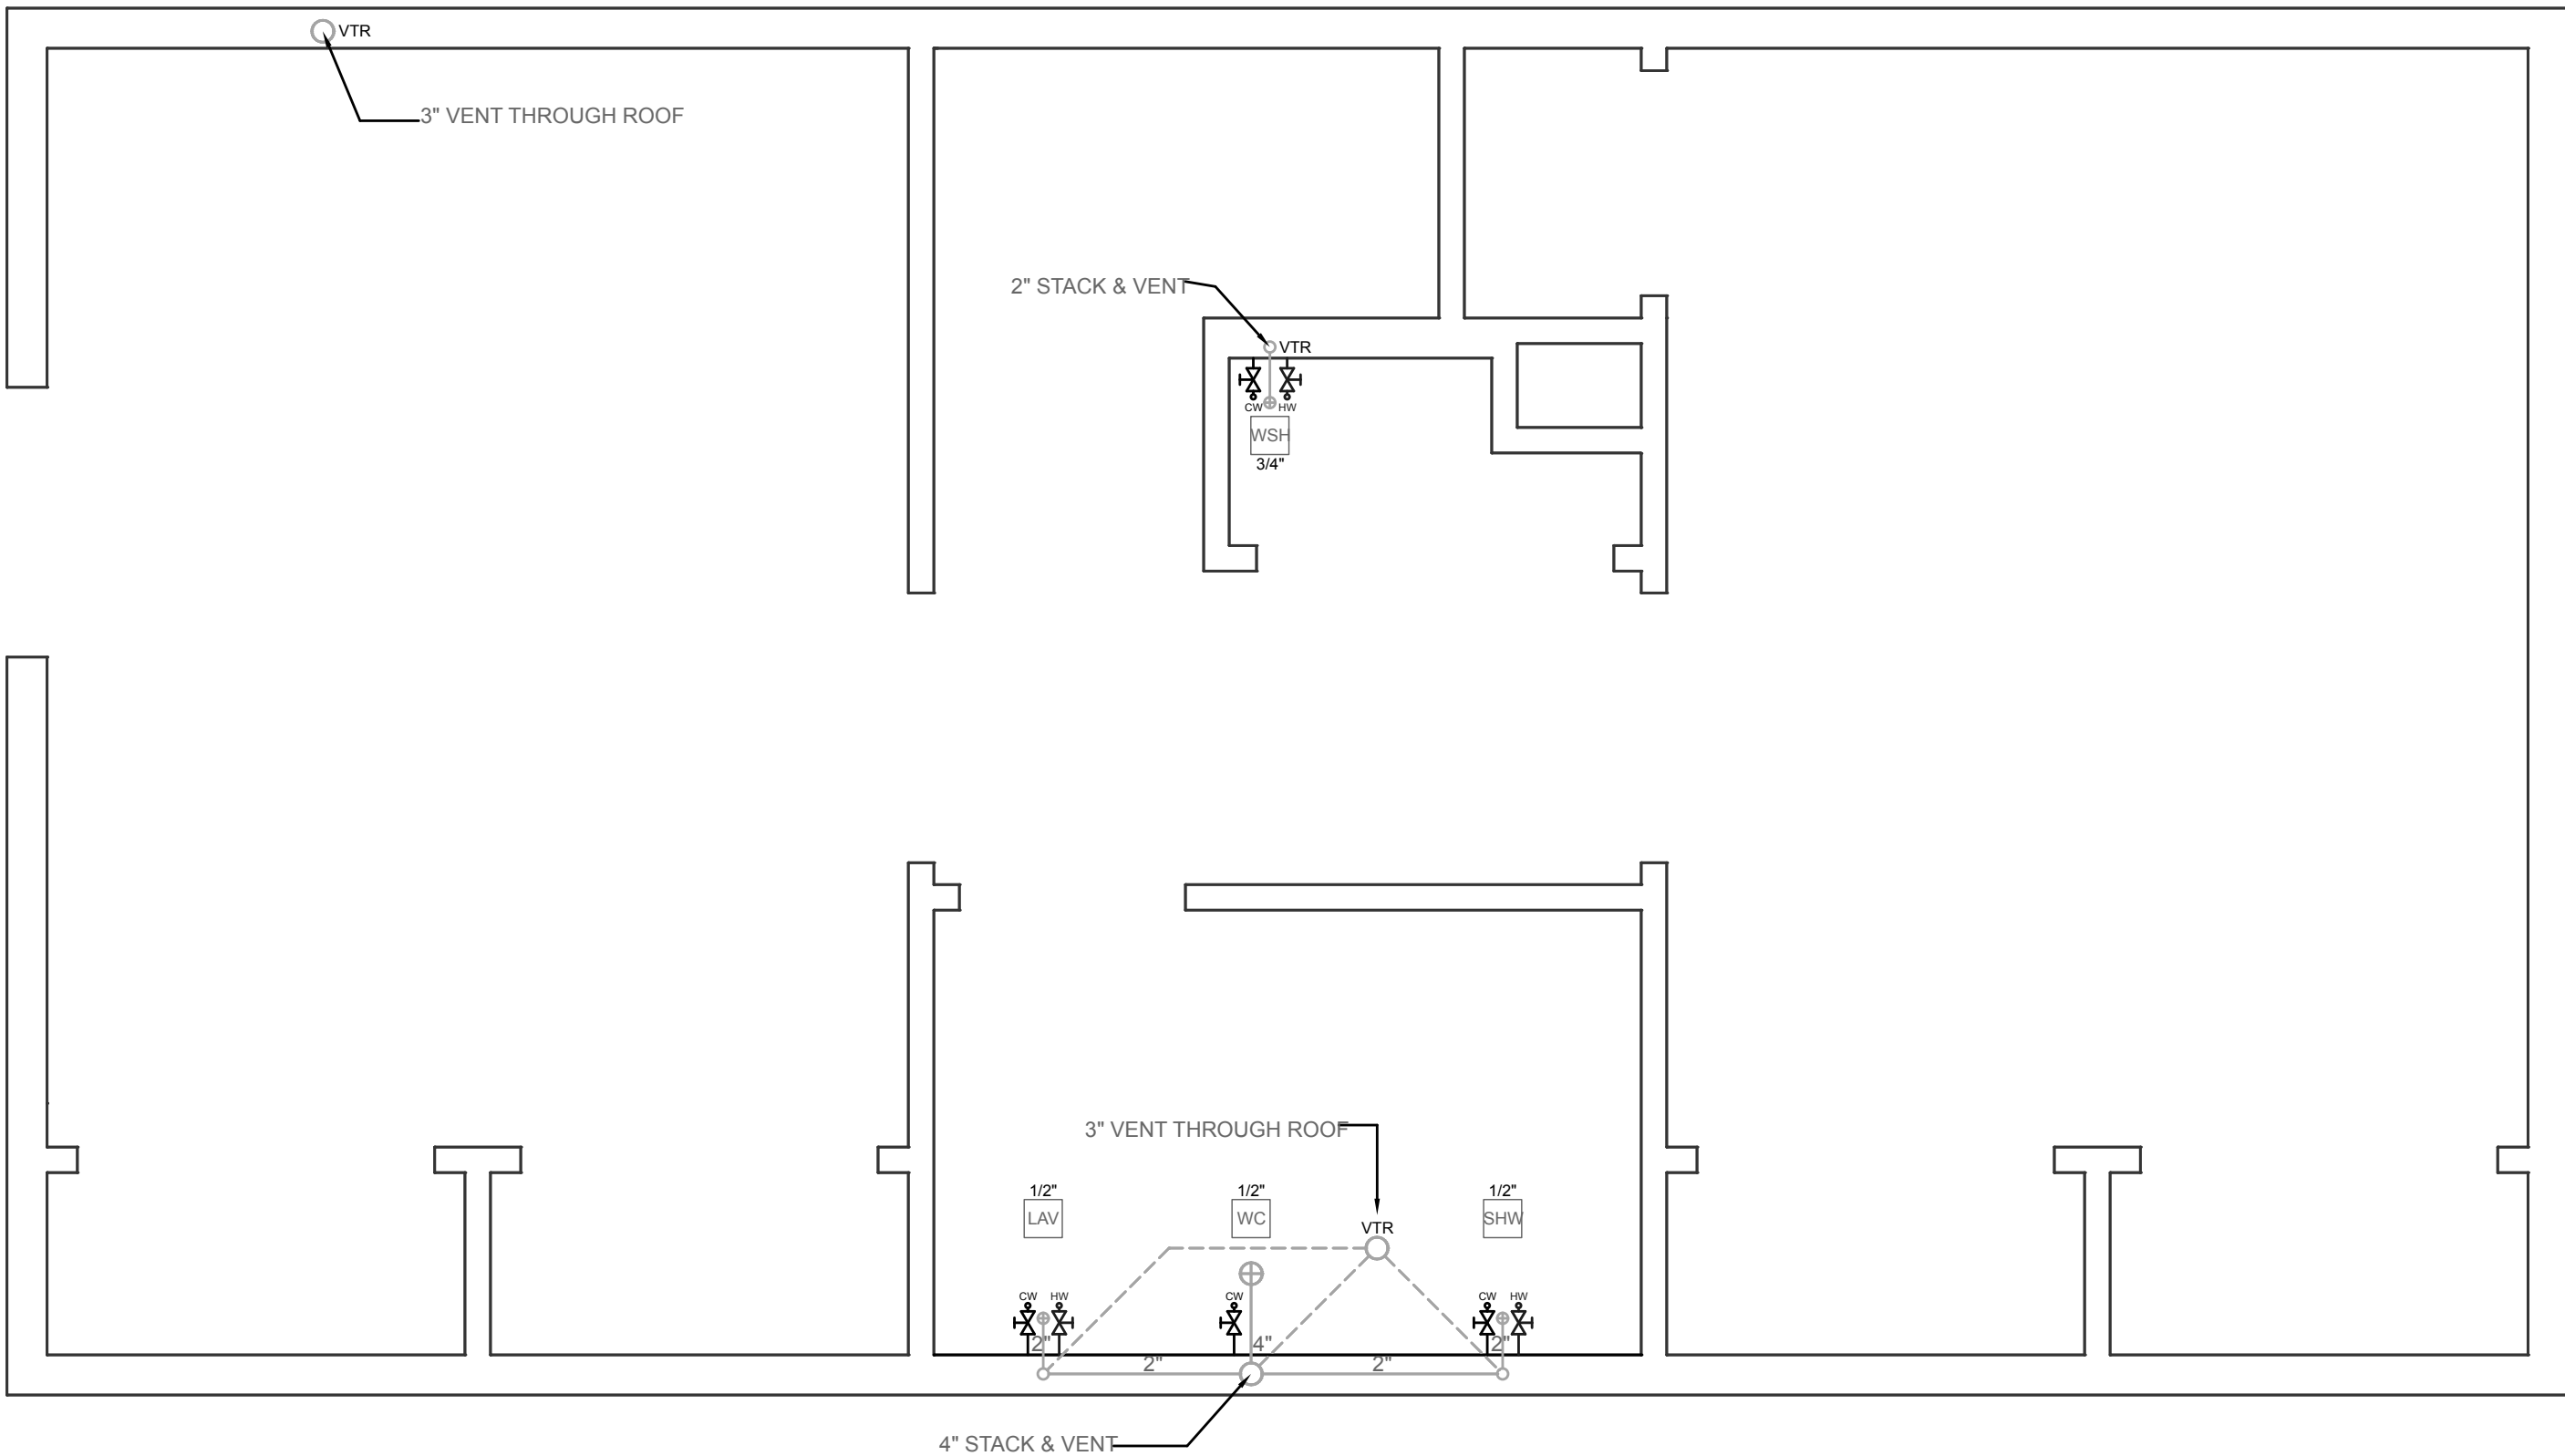 VTR
3" VENT THROUGH ROOF
2" STACK & VENT
VTR
CW HW
WSH
3/4"
3" VENT THROUGH ROOF
1/2" 1/2" 1/2"
LAV WC SHW
VTR
CW HW CW CW HW
2" 4" 2"
2" 2"
4" STACK & VENT